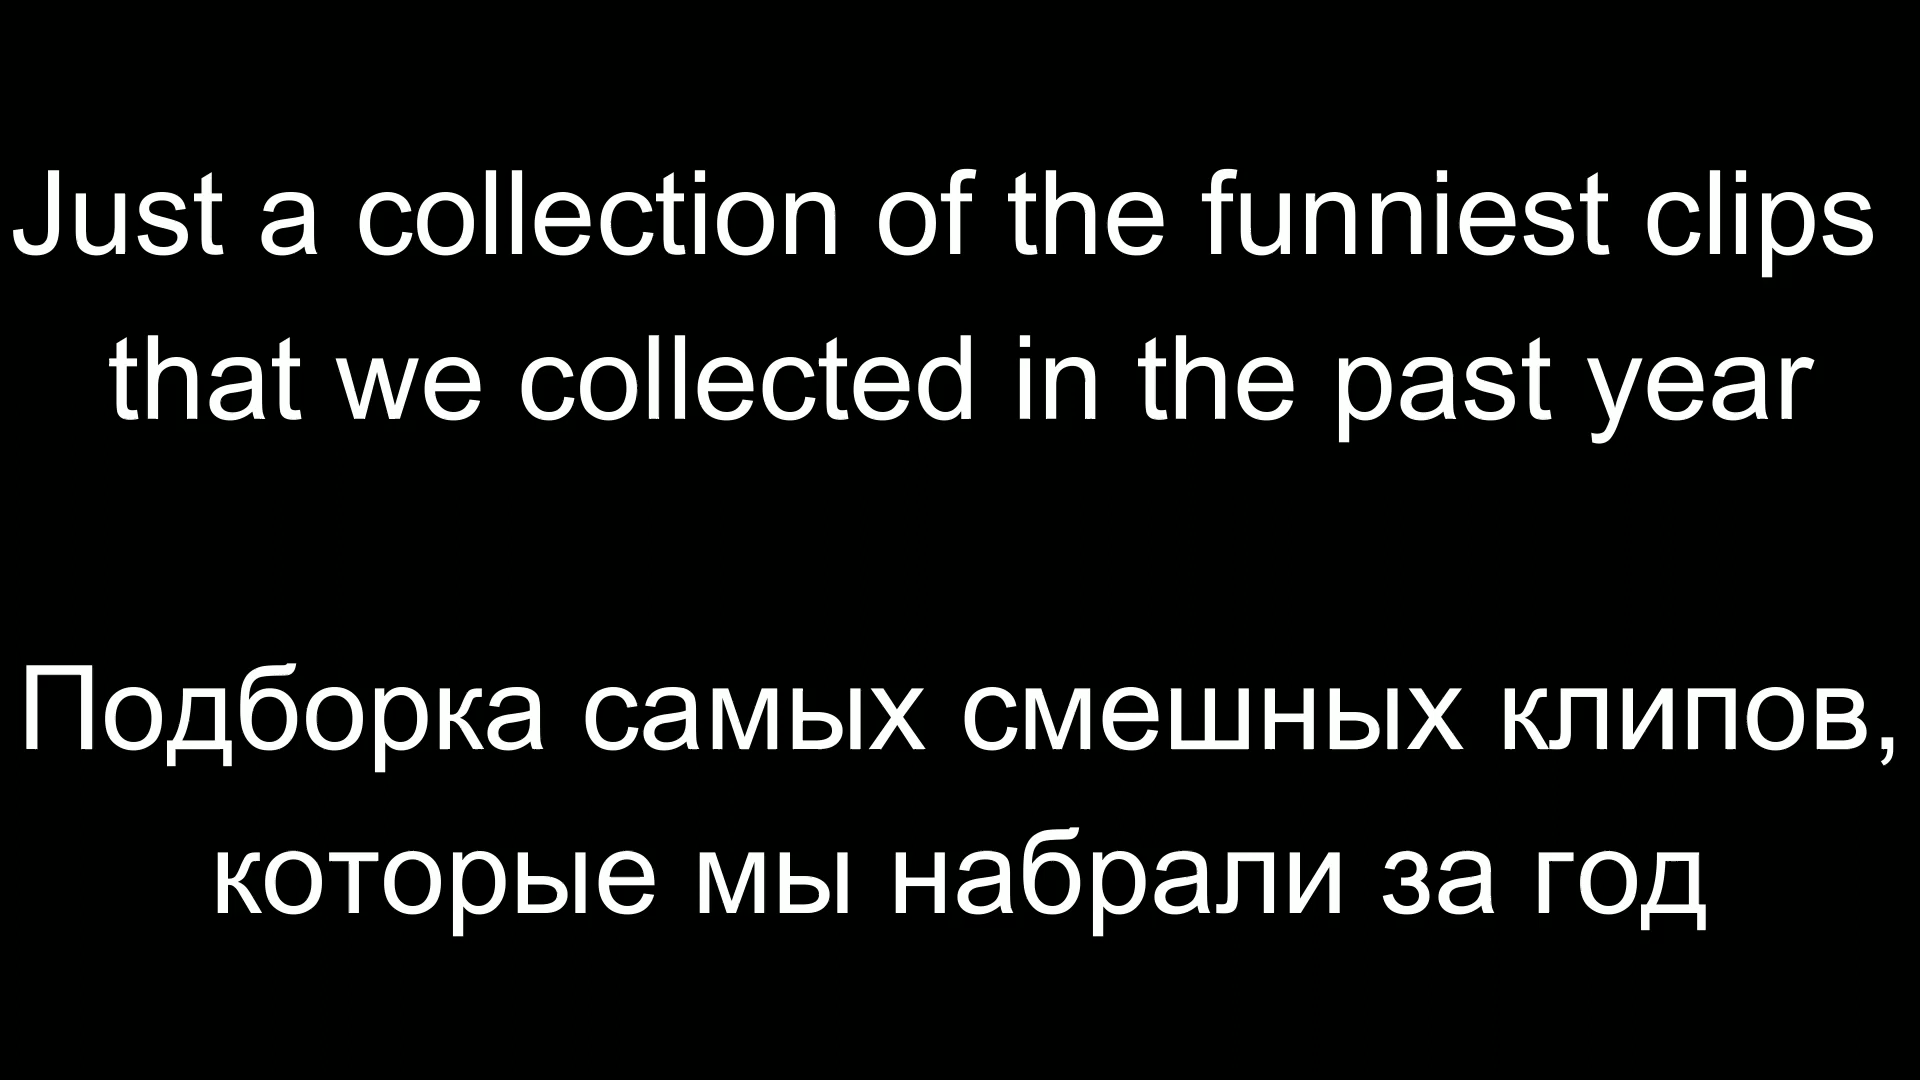 Just a collection of the funniest clips
that we collected in the past year
Подборка самых смешных клипов,
которые мы набрали за год